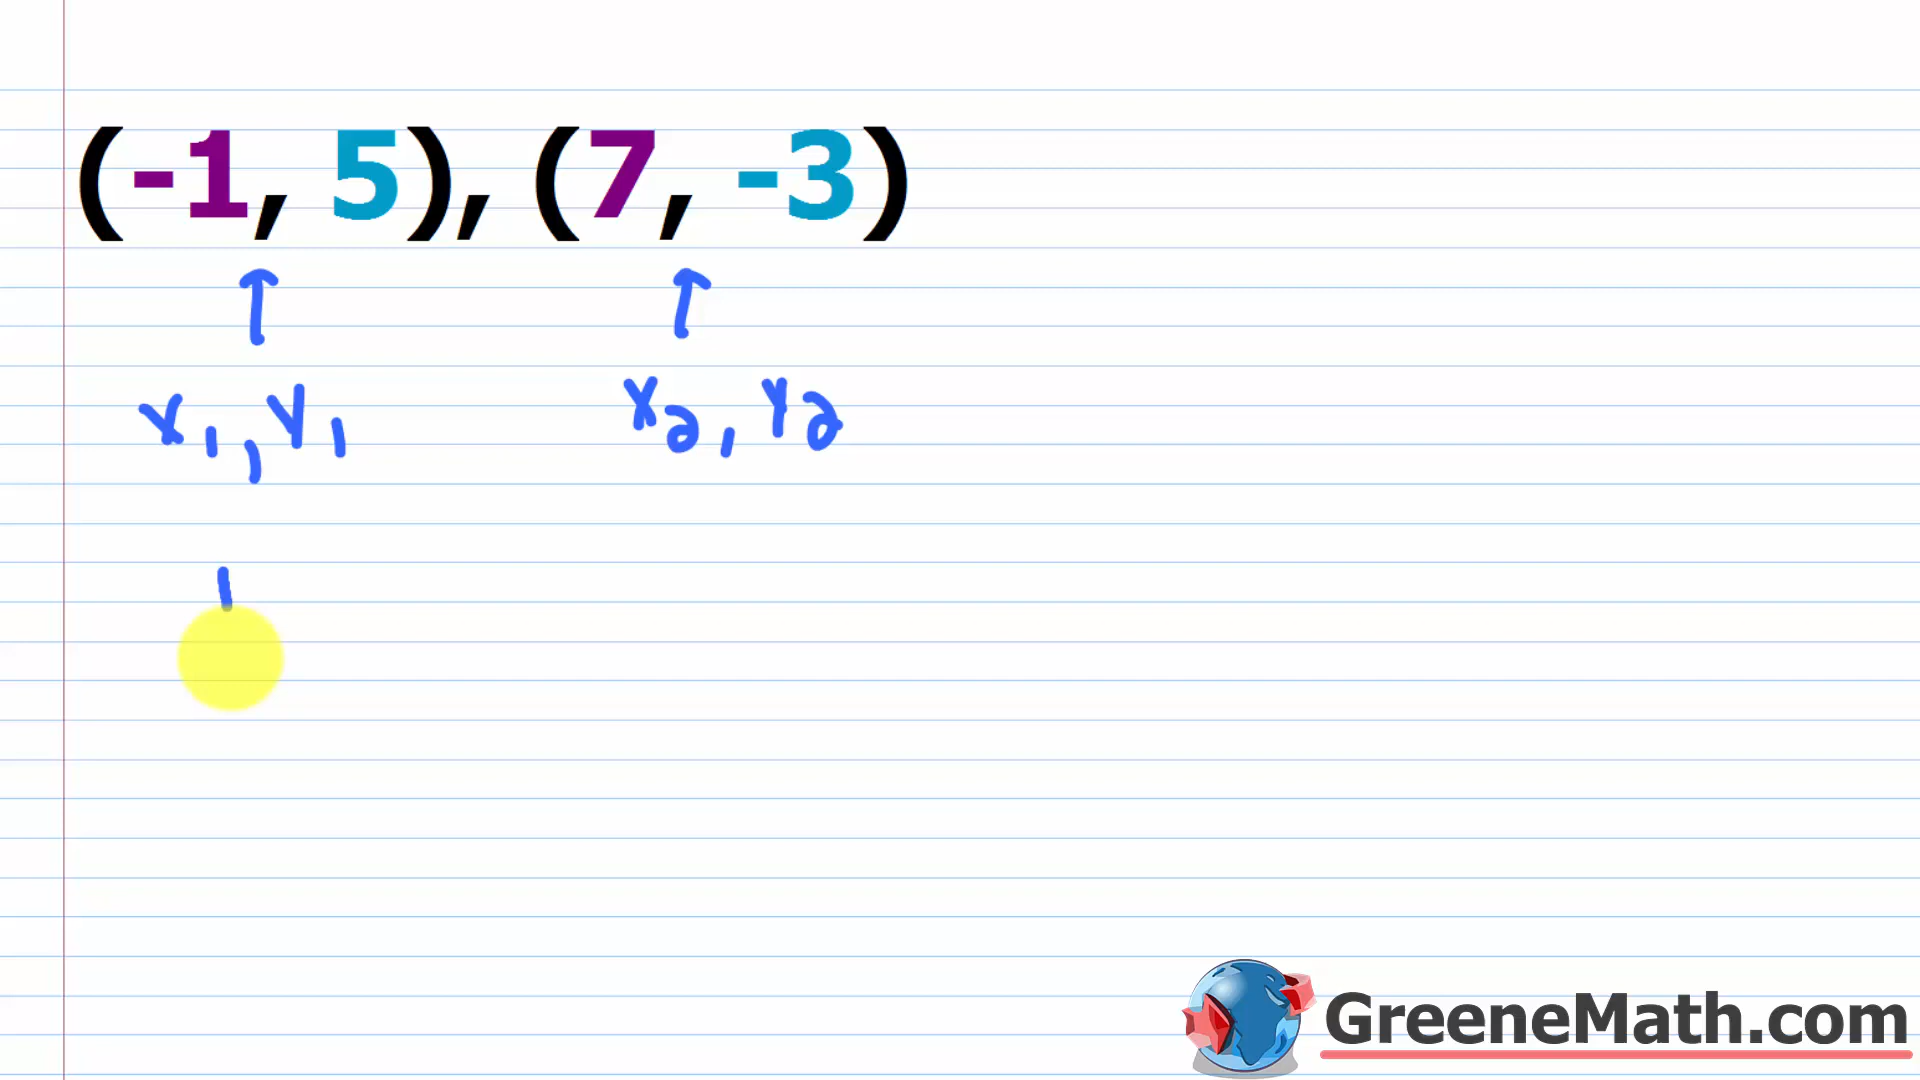 (-1, 5), (7, -3)
x₁, y₁ x₂, y₂
GreeneMath.com